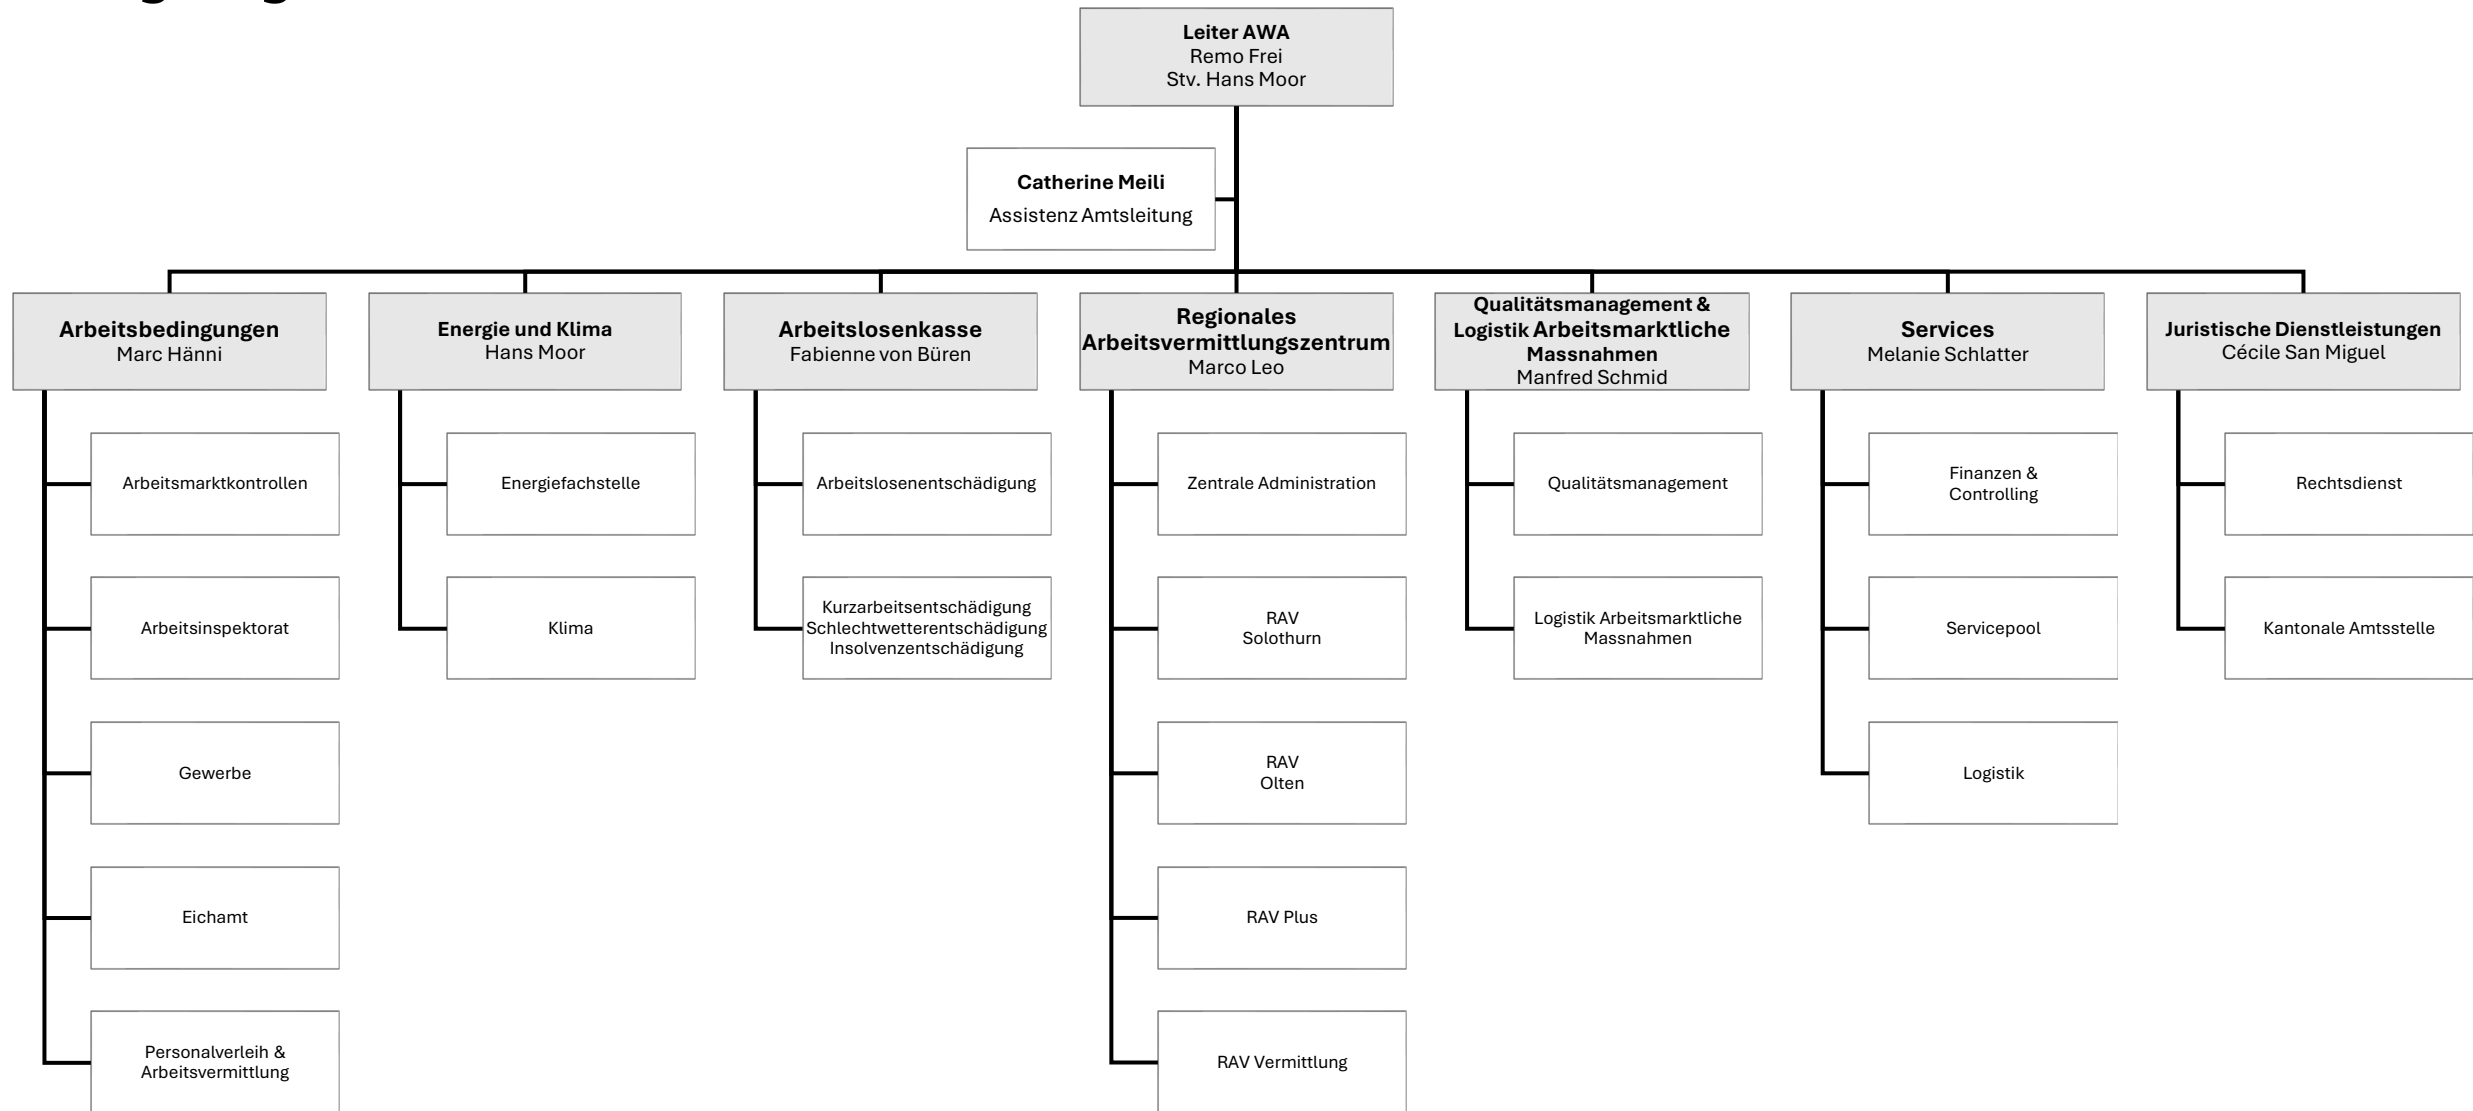 Leiter AWA
Remo Frei
Stv. Hans Moor
Catherine Meili
Assistenz Amtsleitung
Arbeitsbedingungen
Marc Hänni
Energie und Klima
Hans Moor
Arbeitslosenkasse
Fabienne von Büren
Regionales
Arbeitsvermittlungszentrum
Marco Leo
Qualitätsmanagement &
Logistik Arbeitsmarktliche
Massnahmen
Manfred Schmid
Services
Melanie Schlatter
Juristische Dienstleistungen
Cécile San Miguel
Arbeitsmarktkontrollen
Arbeitsinspektorat
Gewerbe
Eichamt
Personalverleih &
Arbeitsvermittlung
Energiefachstelle
Klima
Arbeitslosenentschädigung
Kurzarbeitsentschädigung
Schlechtwetterentschädigung
Insolvenzentschädigung
Zentrale Administration
RAV
Solothurn
RAV
Olten
RAV Plus
RAV Vermittlung
Qualitätsmanagement
Logistik Arbeitsmarktliche
Massnahmen
Finanzen &
Controlling
Servicepool
Logistik
Rechtsdienst
Kantonale Amtsstelle